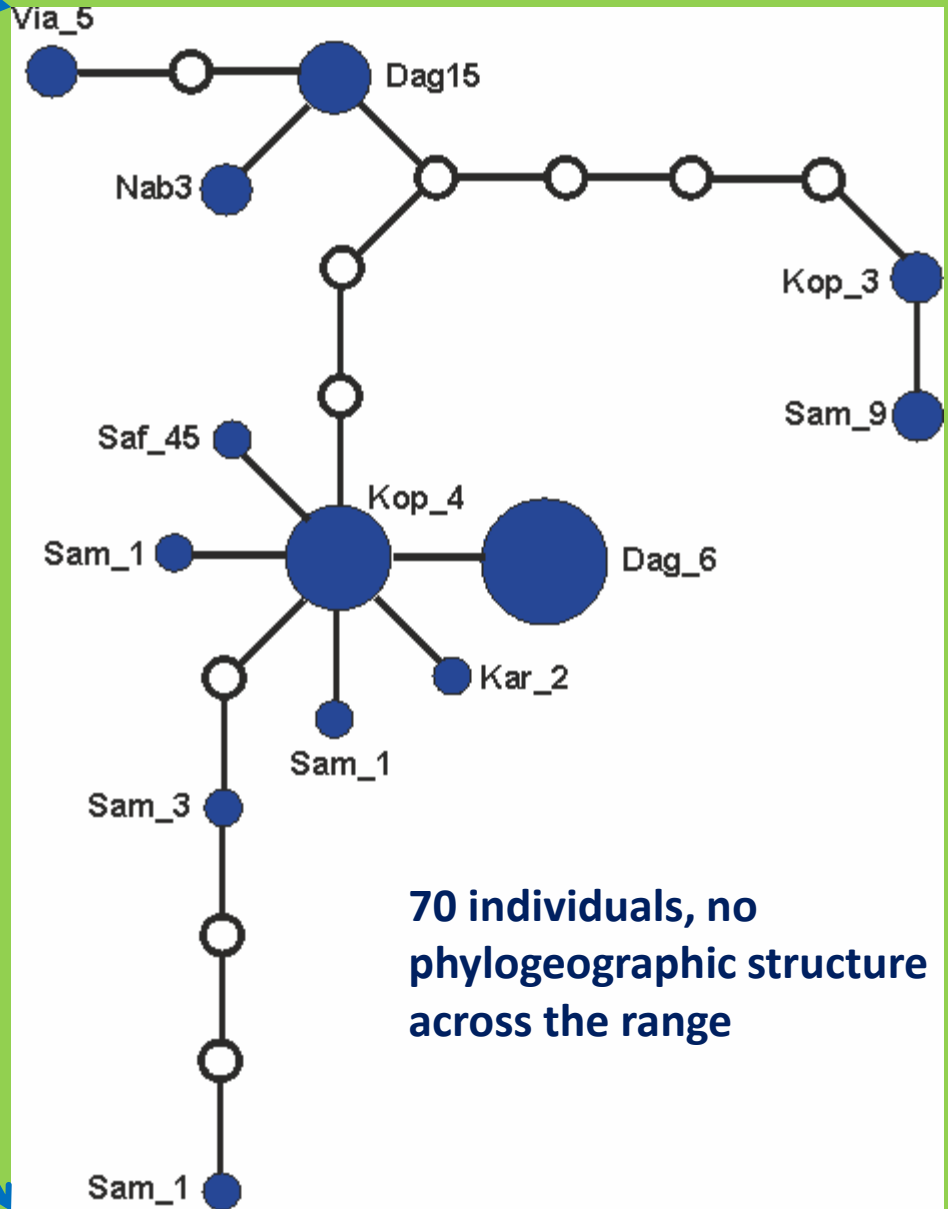 Via_5
Dag15
Nab3
Kop_3
Sam_9
Saf_45
Kop_4
Sam_1
Dag_6
Kar_2
Sam_1
Sam_3
70 individuals, no
phylogeographic structure
across the range
Sam_1